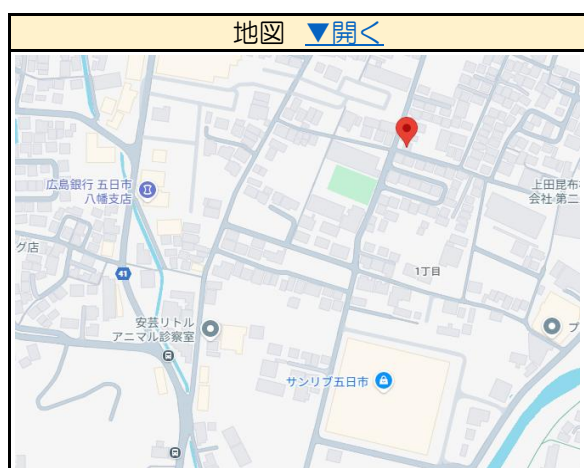 地図 ▼開く
広島銀行 五日市
八幡支店
上田昆布
会社 第二
グ店
1丁目
41
安芸リトル
アニマル診察室
プ
サンリブ五日市